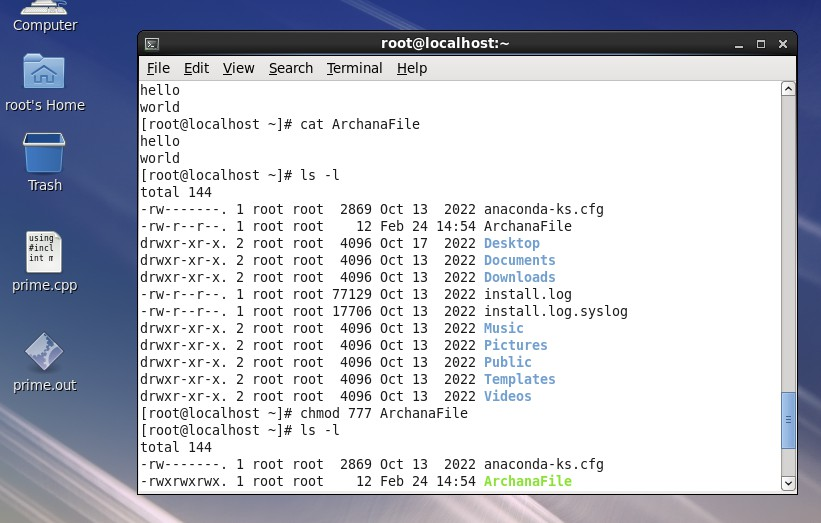 Computer
root's Home
Trash
using
#incl
int m
prime.cpp
prime.out
root@localhost:~
File Edit View Search Terminal Help
hello
world
[root@localhost ~]# cat ArchanaFile
hello
world
[root@localhost ~]# ls -l
total 144
-rw-------. 1 root root  2869 Oct 13  2022 anaconda-ks.cfg
-rw-r--r--. 1 root root    12 Feb 24 14:54 ArchanaFile
drwxr-xr-x. 2 root root  4096 Oct 17  2022 Desktop
drwxr-xr-x. 2 root root  4096 Oct 13  2022 Documents
drwxr-xr-x. 2 root root  4096 Oct 13  2022 Downloads
-rw-r--r--. 1 root root 77129 Oct 13  2022 install.log
-rw-r--r--. 1 root root 17706 Oct 13  2022 install.log.syslog
drwxr-xr-x. 2 root root  4096 Oct 13  2022 Music
drwxr-xr-x. 2 root root  4096 Oct 13  2022 Pictures
drwxr-xr-x. 2 root root  4096 Oct 13  2022 Public
drwxr-xr-x. 2 root root  4096 Oct 13  2022 Templates
drwxr-xr-x. 2 root root  4096 Oct 13  2022 Videos
[root@localhost ~]# chmod 777 ArchanaFile
[root@localhost ~]# ls -l
total 144
-rw-------. 1 root root  2869 Oct 13  2022 anaconda-ks.cfg
-rwxrwxrwx. 1 root root    12 Feb 24 14:54 ArchanaFile